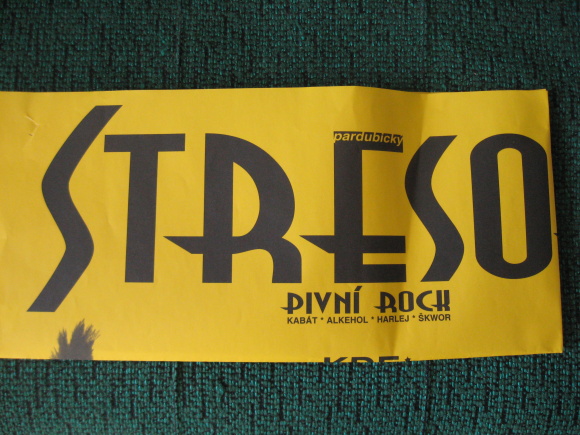 pardubický
STRESO
PIVNÍ ROCK
KABÁT * ALKEHOL * HARLEJ * ŠKWOR